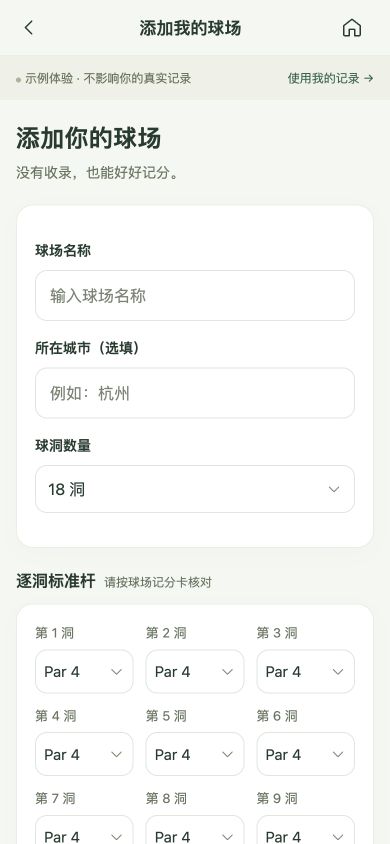 添加我的球场
示例体验 · 不影响你的真实记录
使用我的记录 →
添加你的球场
没有收录，也能好好记分。
球场名称
输入球场名称
所在城市（选填）
例如：杭州
球洞数量
18 洞
逐洞标准杆 请按球场记分卡核对
第 1 洞 第 2 洞 第 3 洞
Par 4 Par 4 Par 4
第 4 洞 第 5 洞 第 6 洞
Par 4 Par 4 Par 4
第 7 洞 第 8 洞 第 9 洞
Par 4 Par 4 Par 4